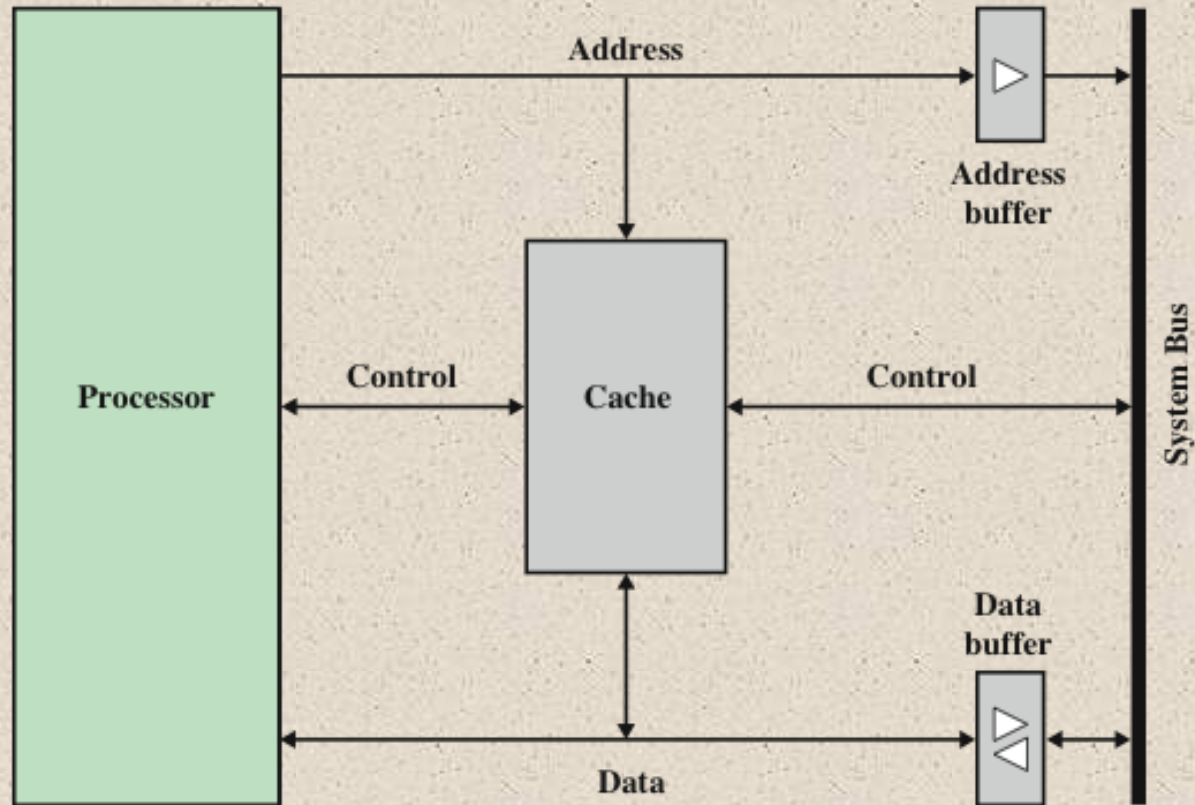 Address
Address
buffer
Processor
Control
Cache
Control
System Bus
Data
buffer
Data